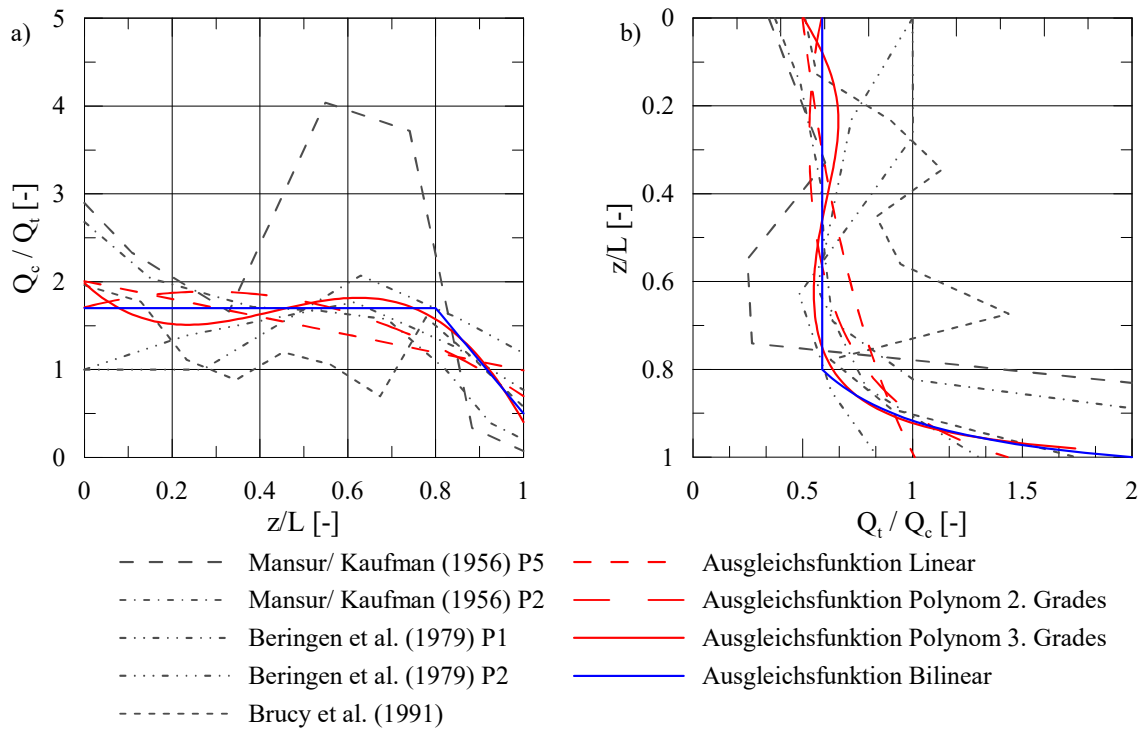 a)
5
4
3
2
1
0
Q_c / Q_t [-]
0
0.2
0.4
0.6
0.8
1
z/L [-]
b)
0
0.2
0.4
0.6
0.8
1
z/L [-]
0
0.5
1
1.5
2
Q_t / Q_c [-]
Mansur/ Kaufman (1956) P5
Mansur/ Kaufman (1956) P2
Beringen et al. (1979) P1
Beringen et al. (1979) P2
Brucy et al. (1991)
Ausgleichsfunktion Linear
Ausgleichsfunktion Polynom 2. Grades
Ausgleichsfunktion Polynom 3. Grades
Ausgleichsfunktion Bilinear